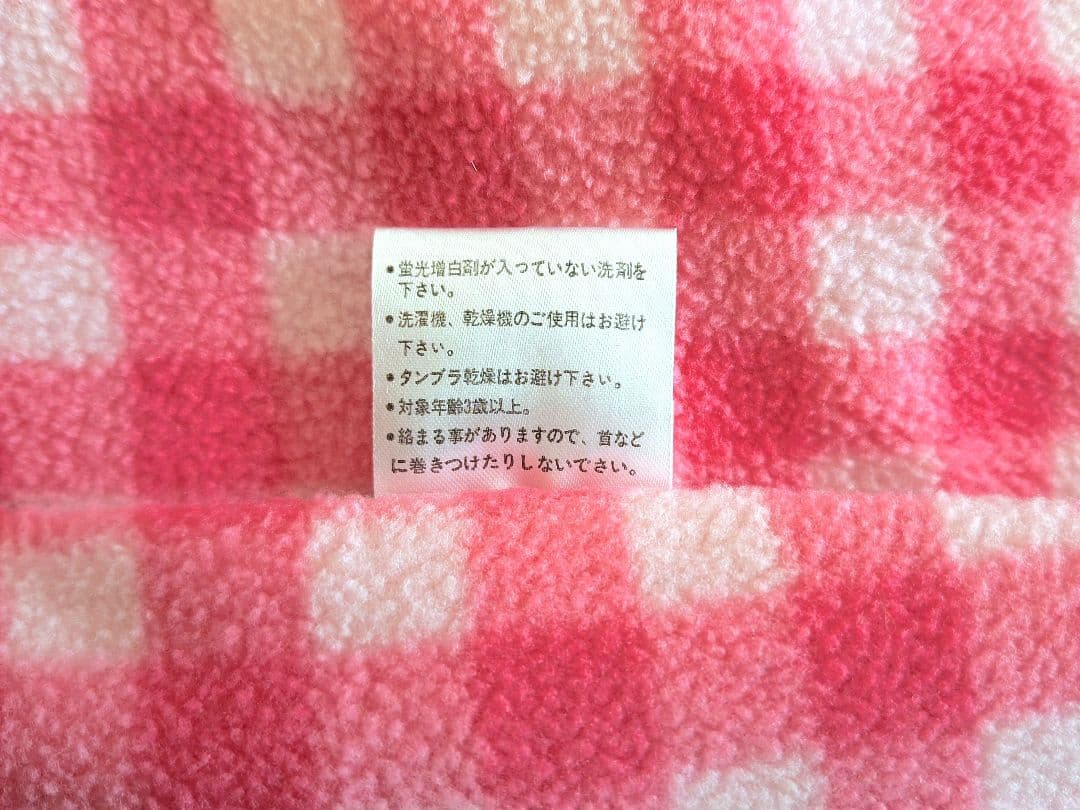 •蛍光増白剤が入っていない洗剤を
下さい。
•洗濯機、乾燥機のご使用はお避け
下さい。
•タンブラ乾燥はお避け下さい。
•対象年齢3歳以上。
•絡まる事がありますので、首など
に巻きつけたりしないでさい。